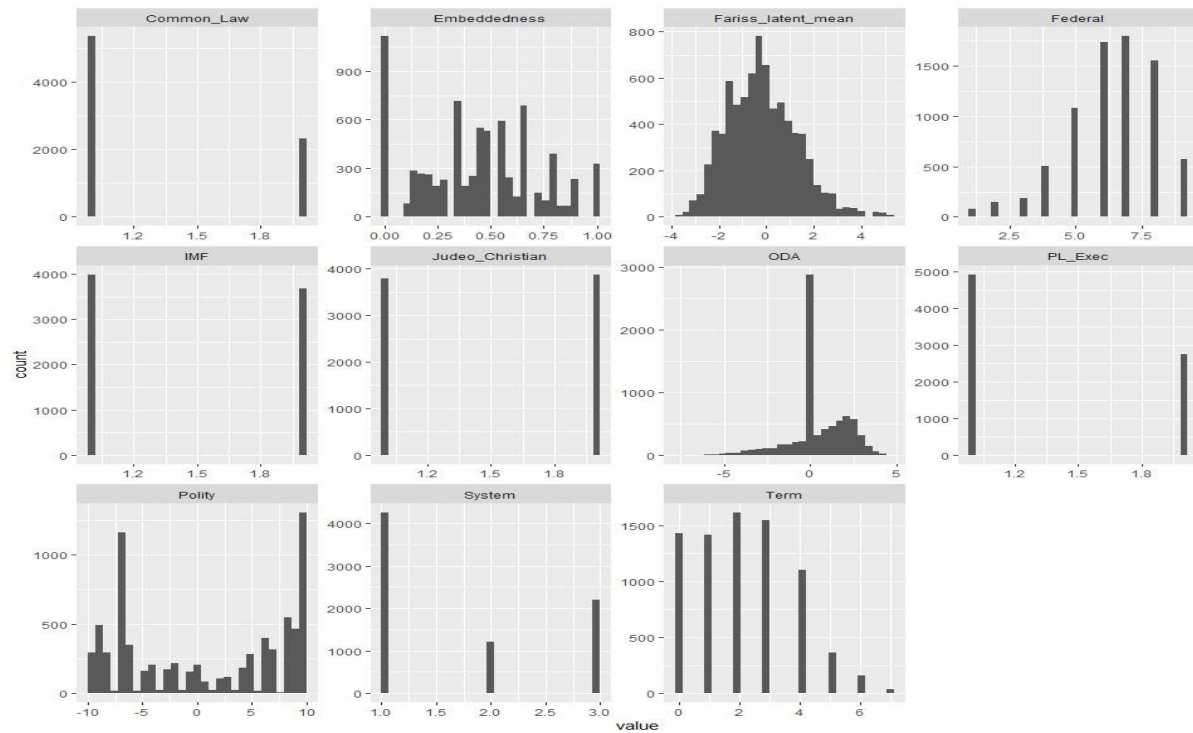 Common_Law
Embeddedness
Fariss_latent_mean
Federal
4000
2000
0
1.2 1.5 1.8
900
600
300
0
0.00 0.25 0.50 0.75 1.00
800
600
400
200
0
-4 -2 0 2 4
1500
1000
500
0
2.5 5.0 7.5
IMF
Judeo_Christian
ODA
PL_Exec
4000
3000
2000
1000
0
1.2 1.5 1.8
4000
3000
2000
1000
0
1.2 1.5 1.8
3000
2000
1000
0
-5 0 5
5000
4000
3000
2000
1000
0
1.2 1.5 1.8
count
Polity
System
Term
1000
500
0
-10 -5 0 5 10
4000
3000
2000
1000
0
1.0 1.5 2.0 2.5 3.0
1500
1000
500
0
0 2 4 6
value